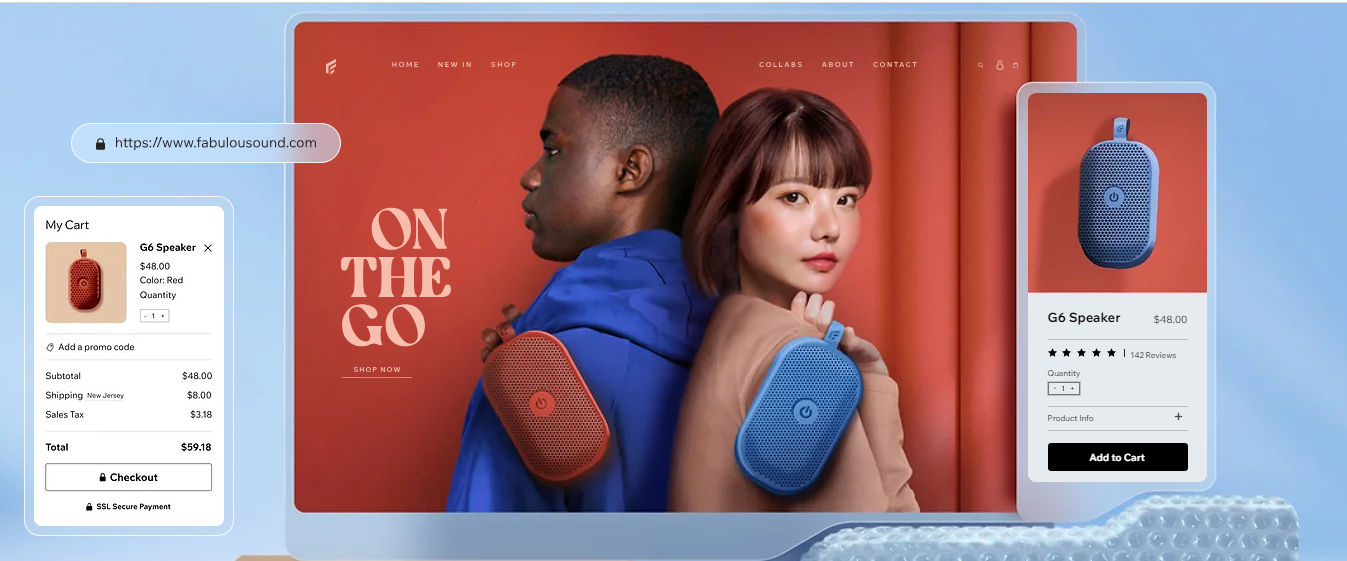 HOME NEW IN SHOP COLLABS ABOUT CONTACT
https://www.fabulousound.com
ON
THE
GO
SHOP NOW
My Cart
G6 Speaker
$48.00
Color: Red
Quantity
- 1 +
Add a promo code
Subtotal $48.00
Shipping New Jersey $8.00
Sales Tax $3.18
Total $59.18
Checkout
SSL Secure Payment
G6 Speaker $48.00
142 Reviews
Quantity
- 1 +
Product Info +
Add to Cart